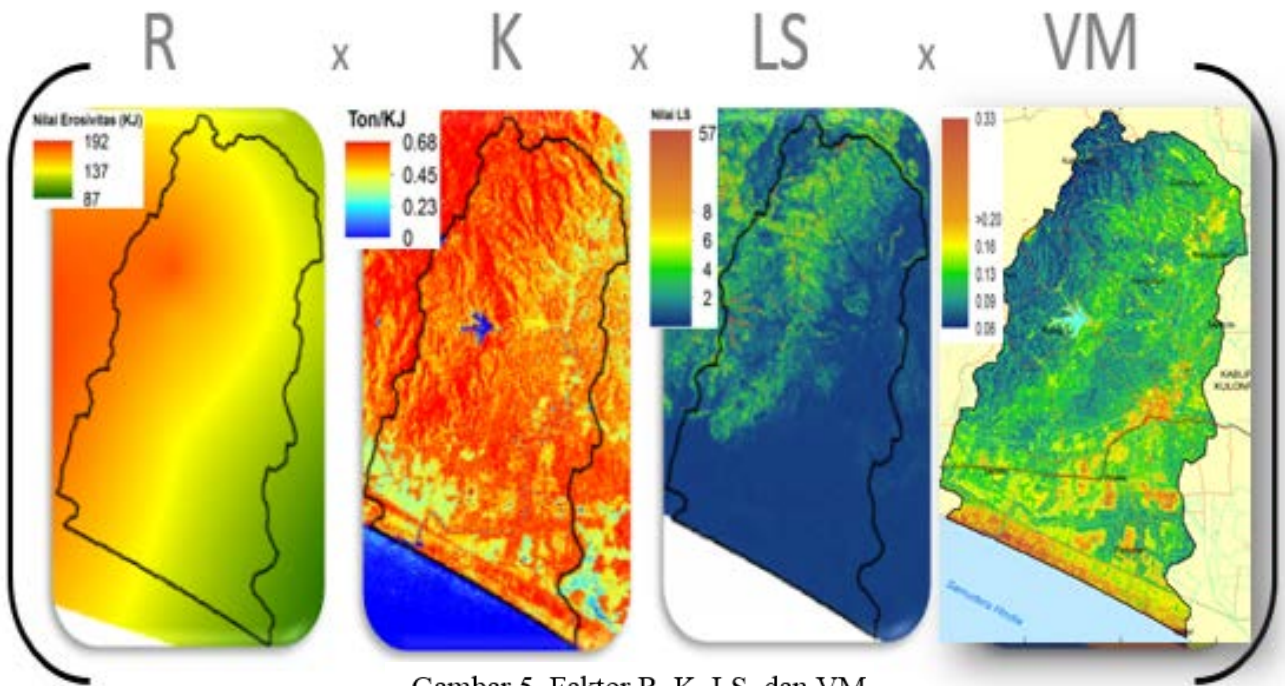 R x K x LS x VM
Nilai Erosivitas (KJ)
192
137
87
Ton/KJ
0.68
0.45
0.23
0
Nilai LS
57
8
6
4
2
0.33
>0.20
0.16
0.13
0.09
0.06
KABUP
KULONP
Samudera Hindia
Gambar 5. Faktor R, K, LS, dan VM